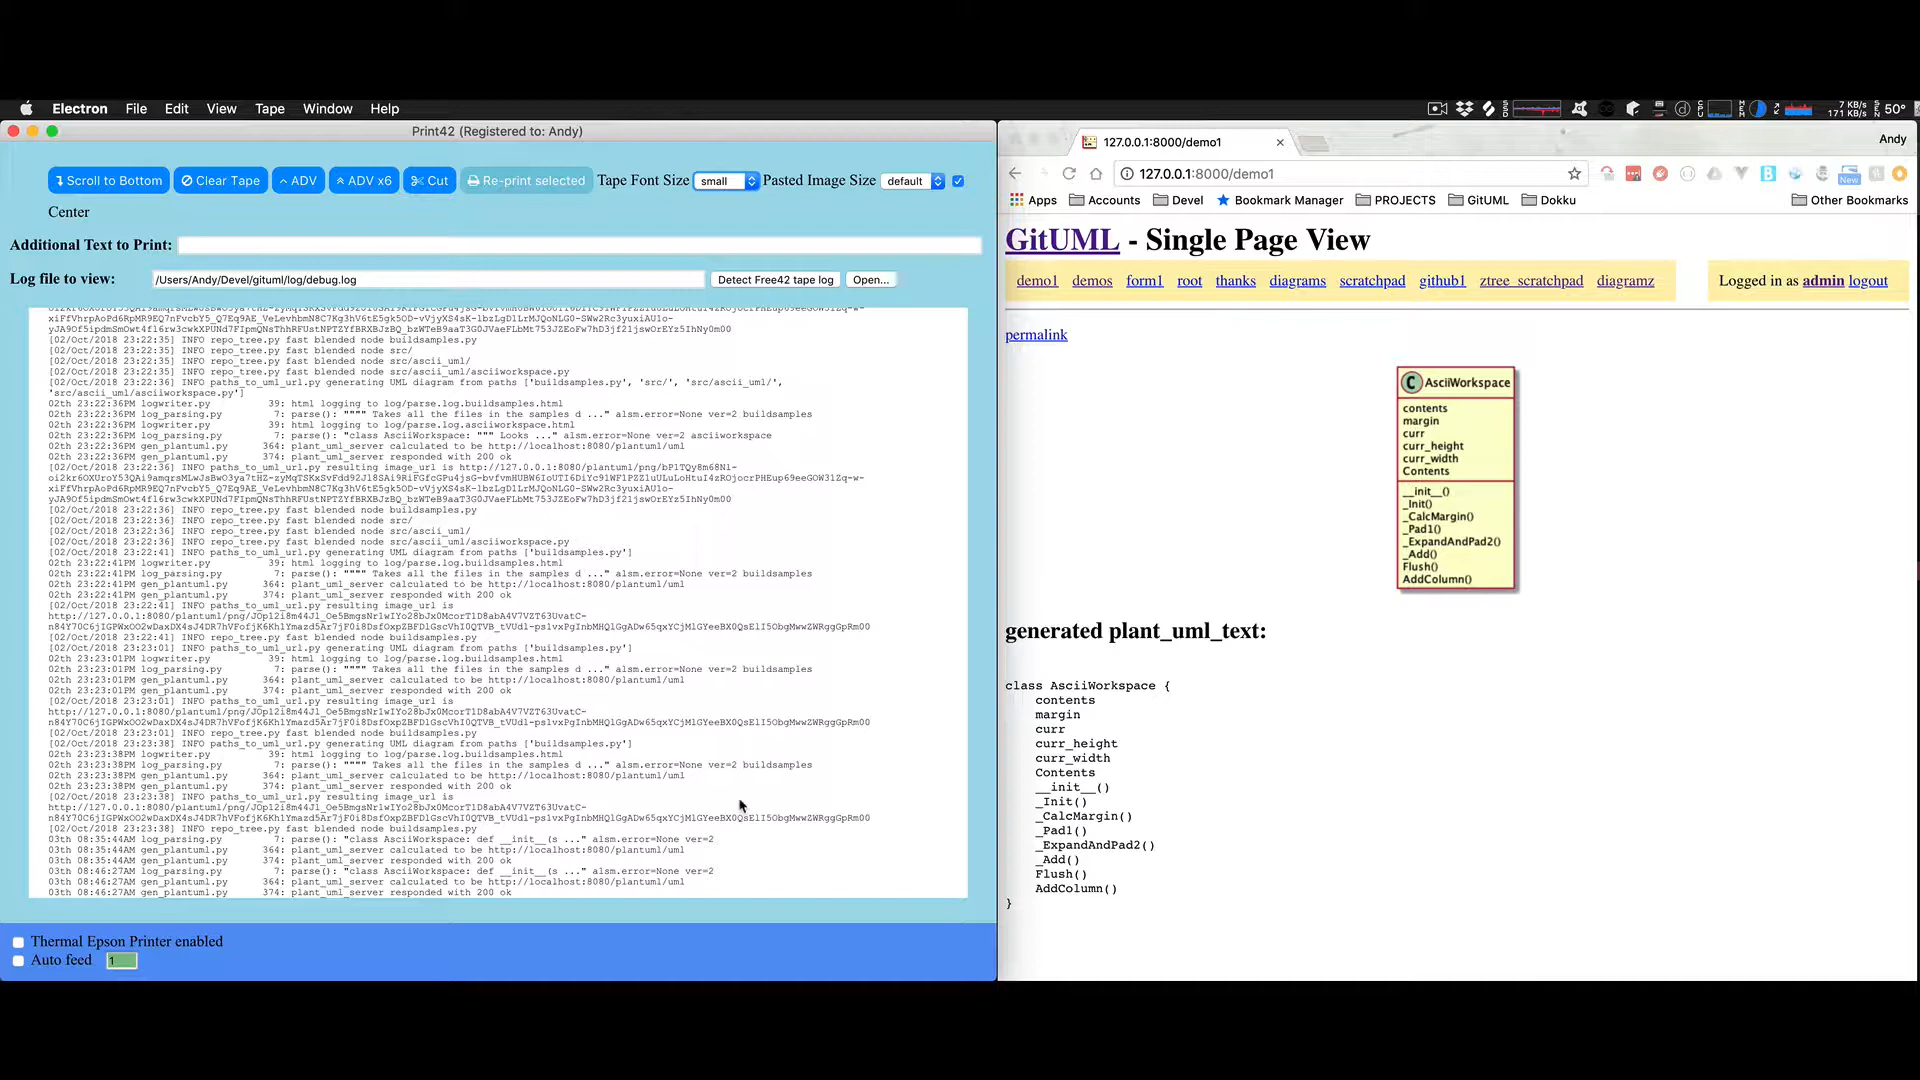 Electron File Edit View Tape Window Help
7 KB/s
171 KB/s
50°
Print42 (Registered to: Andy)
Scroll to Bottom Clear Tape ADV ADV x6 Cut Re-print selected Tape Font Size small Pasted Image Size default
Center
Additional Text to Print:
Log file to view: /Users/Andy/Devel/gituml/log/debug.log Detect Free42 tape log Open...
[02/Oct/2018 23:22:35] INFO repo_tree.py fast blended node buildsamples.py
[02/Oct/2018 23:22:35] INFO repo_tree.py fast blended node src/
[02/Oct/2018 23:22:35] INFO repo_tree.py fast blended node src/ascii_uml/
[02/Oct/2018 23:22:35] INFO repo_tree.py fast blended node src/ascii_uml/asciiworkspace.py
[02/Oct/2018 23:22:36] INFO paths_to_uml_url.py generating UML diagram from paths ['buildsamples.py', 'src/', 'src/ascii_uml/',
'src/ascii_uml/asciiworkspace.py']
02th 23:22:36PM logwriter.py 39: html logging to log/parse.log.buildsamples.html
02th 23:22:36PM log_parsing.py 7: parse(): """" Takes all the files in the samples d ..." alsm.error=None ver=2 buildsamples
02th 23:22:36PM logwriter.py 39: html logging to log/parse.log.asciiworkspace.html
02th 23:22:36PM log_parsing.py 7: parse(): "class AsciiWorkspace: """ Looks ..." alsm.error=None ver=2 asciiworkspace
02th 23:22:36PM gen_plantuml.py 364: plant_uml_server calculated to be http://localhost:8080/plantuml/uml
02th 23:22:36PM gen_plantuml.py 374: plant_uml_server responded with 200 ok
[02/Oct/2018 23:22:36] INFO paths_to_uml_url.py resulting image_url is
[02/Oct/2018 23:22:36] INFO repo_tree.py fast blended node buildsamples.py
[02/Oct/2018 23:22:36] INFO repo_tree.py fast blended node src/
[02/Oct/2018 23:22:36] INFO repo_tree.py fast blended node src/ascii_uml/
[02/Oct/2018 23:22:36] INFO repo_tree.py fast blended node src/ascii_uml/asciiworkspace.py
[02/Oct/2018 23:22:41] INFO paths_to_uml_url.py generating UML diagram from paths ['buildsamples.py']
02th 23:22:41PM logwriter.py 39: html logging to log/parse.log.buildsamples.html
02th 23:22:41PM log_parsing.py 7: parse(): """" Takes all the files in the samples d ..." alsm.error=None ver=2 buildsamples
02th 23:22:41PM gen_plantuml.py 364: plant_uml_server calculated to be http://localhost:8080/plantuml/uml
02th 23:22:41PM gen_plantuml.py 374: plant_uml_server responded with 200 ok
[02/Oct/2018 23:22:41] INFO paths_to_uml_url.py resulting image_url is
[02/Oct/2018 23:22:41] INFO repo_tree.py fast blended node buildsamples.py
[02/Oct/2018 23:23:01] INFO paths_to_uml_url.py generating UML diagram from paths ['buildsamples.py']
02th 23:23:01PM logwriter.py 39: html logging to log/parse.log.buildsamples.html
02th 23:23:01PM log_parsing.py 7: parse(): """" Takes all the files in the samples d ..." alsm.error=None ver=2 buildsamples
02th 23:23:01PM gen_plantuml.py 364: plant_uml_server calculated to be http://localhost:8080/plantuml/uml
02th 23:23:01PM gen_plantuml.py 374: plant_uml_server responded with 200 ok
[02/Oct/2018 23:23:01] INFO paths_to_uml_url.py resulting image_url is
[02/Oct/2018 23:23:01] INFO repo_tree.py fast blended node buildsamples.py
[02/Oct/2018 23:23:38] INFO paths_to_uml_url.py generating UML diagram from paths ['buildsamples.py']
02th 23:23:38PM logwriter.py 39: html logging to log/parse.log.buildsamples.html
02th 23:23:38PM log_parsing.py 7: parse(): """" Takes all the files in the samples d ..." alsm.error=None ver=2 buildsamples
02th 23:23:38PM gen_plantuml.py 364: plant_uml_server calculated to be http://localhost:8080/plantuml/uml
02th 23:23:38PM gen_plantuml.py 374: plant_uml_server responded with 200 ok
[02/Oct/2018 23:23:38] INFO paths_to_uml_url.py resulting image_url is
[02/Oct/2018 23:23:38] INFO repo_tree.py fast blended node buildsamples.py
03th 08:35:44AM log_parsing.py 7: parse(): "class AsciiWorkspace: def __init__(s ..." alsm.error=None ver=2
03th 08:35:44AM gen_plantuml.py 364: plant_uml_server calculated to be http://localhost:8080/plantuml/uml
03th 08:35:44AM gen_plantuml.py 374: plant_uml_server responded with 200 ok
03th 08:46:27AM log_parsing.py 7: parse(): "class AsciiWorkspace: def __init__(s ..." alsm.error=None ver=2
03th 08:46:27AM gen_plantuml.py 364: plant_uml_server calculated to be http://localhost:8080/plantuml/uml
03th 08:46:27AM gen_plantuml.py 374: plant_uml_server responded with 200 ok
Thermal Epson Printer enabled
Auto feed 1
127.0.0.1:8000/demo1 Andy
127.0.0.1:8000/demo1
New
Apps Accounts Devel Bookmark Manager PROJECTS GitUML Dokku Other Bookmarks
GitUML - Single Page View
demo1 demos form1 root thanks diagrams scratchpad github1 ztree_scratchpad diagramz Logged in as admin logout
permalink
C AsciiWorkspace
contents
margin
curr
curr_height
curr_width
Contents
__init__()
_Init()
_CalcMargin()
_Pad1()
_ExpandAndPad2()
_Add()
Flush()
AddColumn()
generated plant_uml_text:
class AsciiWorkspace {
contents
margin
curr
curr_height
curr_width
Contents
__init__()
_Init()
_CalcMargin()
_Pad1()
_ExpandAndPad2()
_Add()
Flush()
AddColumn()
}